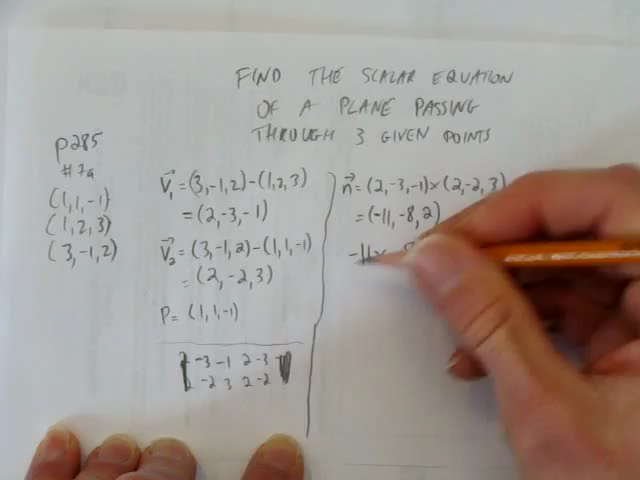 FIND THE SCALAR EQUATION
OF A PLANE PASSING
THROUGH 3 GIVEN POINTS
p285
#7a
(1,1,-1)
(1,2,3)
(3,-1,2)
V⃗₁ = (3,-1,2)-(1,2,3)
= (2,-3,-1)
V⃗₂ = (3,-1,2)-(1,1,-1)
= (2,-2,3)
P = (1,1,-1)
-3 -1 2 -3
-2 3 2 -2
n⃗ = (2,-3,-1)×(2,-2,3)
= (-11,-8,2)
-11x -8